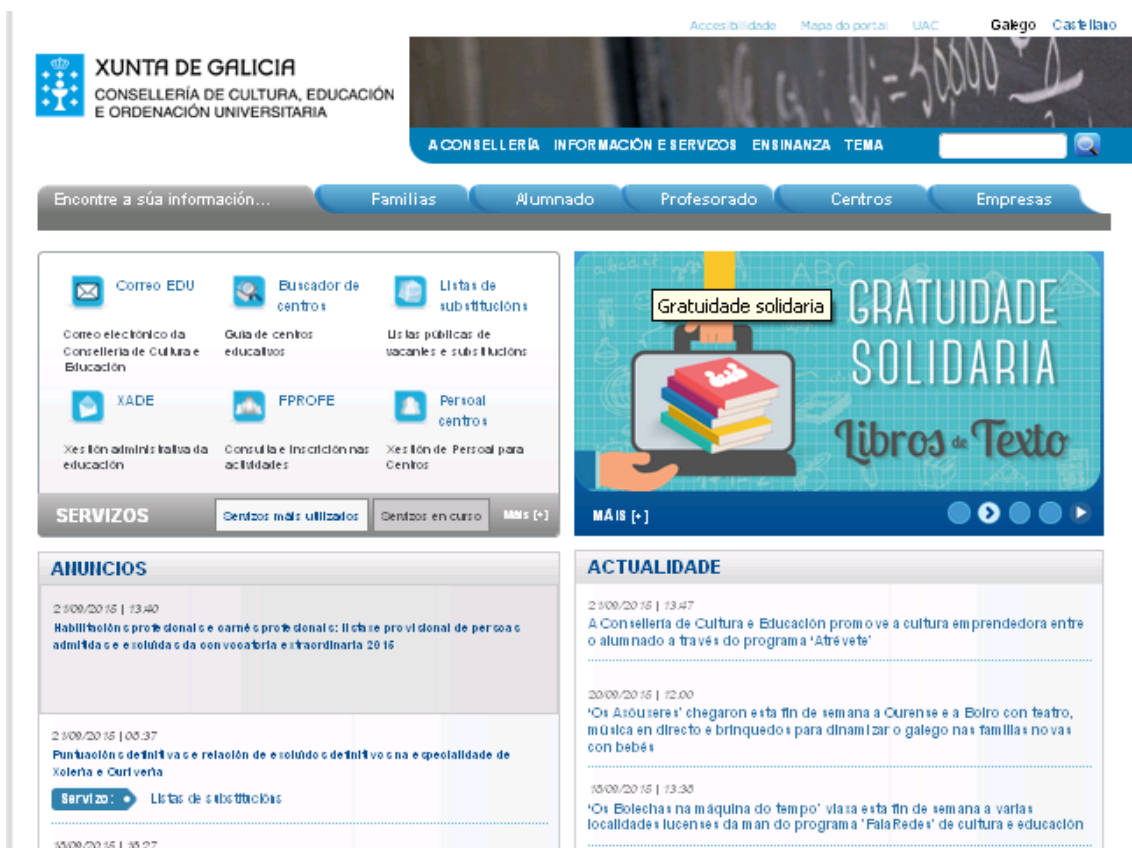 Accesibilidade Mapa do portal UAC Galego Castellano
XUNTA DE GALICIA
CONSELLERÍA DE CULTURA, EDUCACIÓN
E ORDENACIÓN UNIVERSITARIA
A CONSELLERÍA INFORMACIÓN E SERVIZOS ENSINANZA TEMA
Encontre a súa información... Familias Alumnado Profesorado Centros Empresas
Correo EDU
Correo electrónico da
Consellería de Cultura e
Educación
Buscador de
centros
Guía de centros
educativos
Listas de
substitucións
Listas públicas de
vacantes e substitucións
XADE
Xestión administrativa da
educación
FPROFE
Consulta e inscrición nas
actividades
Persoal
centros
Xestión de Persoal para
Centros
SERVIZOS Servizos máis utilizados Servizos en curso Máis [+]
Gratuidade solidaria
GRATUIDADE
SOLIDARIA
Libros de Texto
MÁIS [+]
ANUNCIOS
21/09/2015 | 13:40
Habilitacións profesionais e carnés profesionais: listaxe provisional de persoas
admitidas e excluídas da convocatoria extraordinaria 2015
21/09/2015 | 08:37
Puntuacións definitivas e relación de excluídos definitivos na especialidade de
Xoiería e Ourivería
Servizo: Listas de substitucións
18/09/2015 | 18:27
ACTUALIDADE
21/09/2015 | 13:47
A Consellería de Cultura e Educación promove a cultura emprendedora entre
o alumnado a través do programa 'Atrévete'
20/09/2015 | 12:00
'Os Axóuxeres' chegaron esta fin de semana a Ourense e a Boiro con teatro,
música en directo e brinquedos para dinamizar o galego nas familias novas
con bebés
18/09/2015 | 13:38
'Os Bolechas na máquina do tempo' viaxa esta fin de semana a varias
localidades lucenses da man do programa 'FalaRedes' de cultura e educación